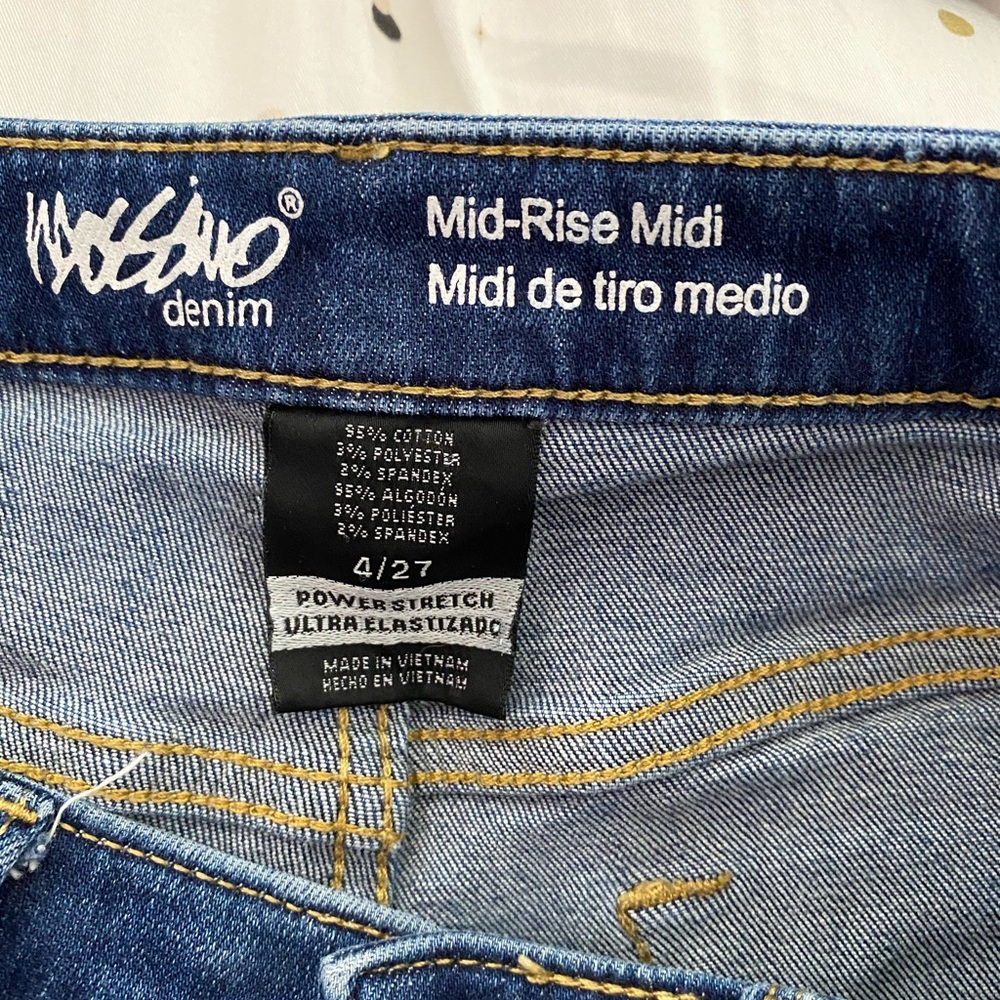 MOSSIMO®
denim
Mid-Rise Midi
Midi de tiro medio
95% COTTON
3% POLYESTER
2% SPANDEX
95% ALGODÓN
3% POLIÉSTER
2% SPANDEX
4/27
POWER STRETCH
ULTRA ELASTIZADO
MADE IN VIETNAM
HECHO EN VIETNAM